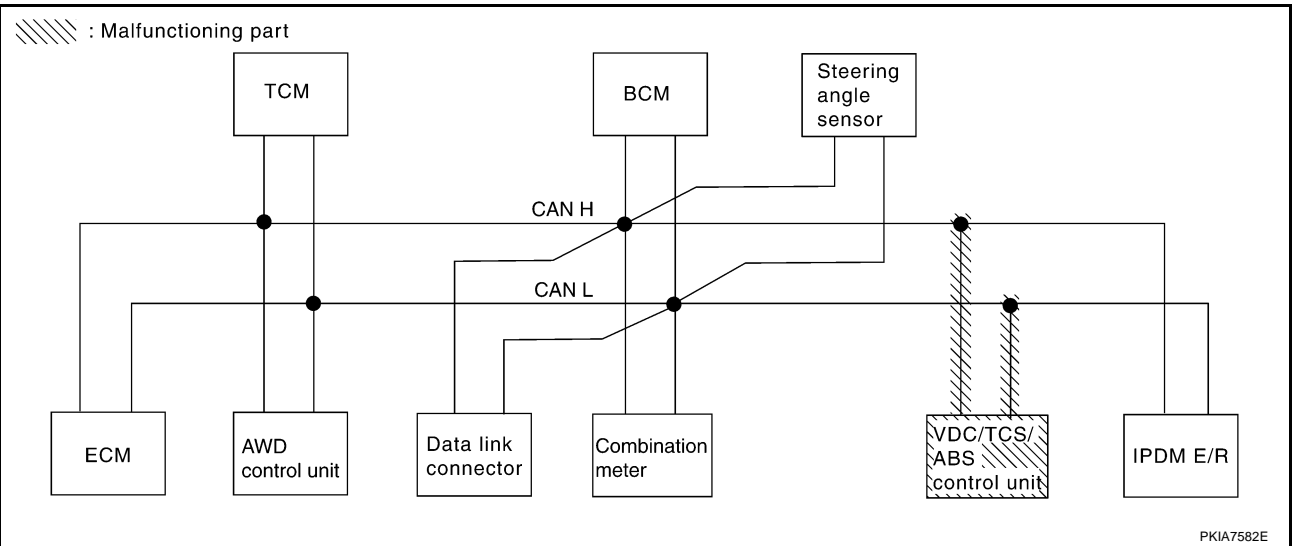 : Malfunctioning part
TCM
BCM
Steering
angle
sensor
CAN H
CAN L
ECM
AWD
control unit
Data link
connector
Combination
meter
VDC/TCS/
ABS
control unit
IPDM E/R
PKIA7582E